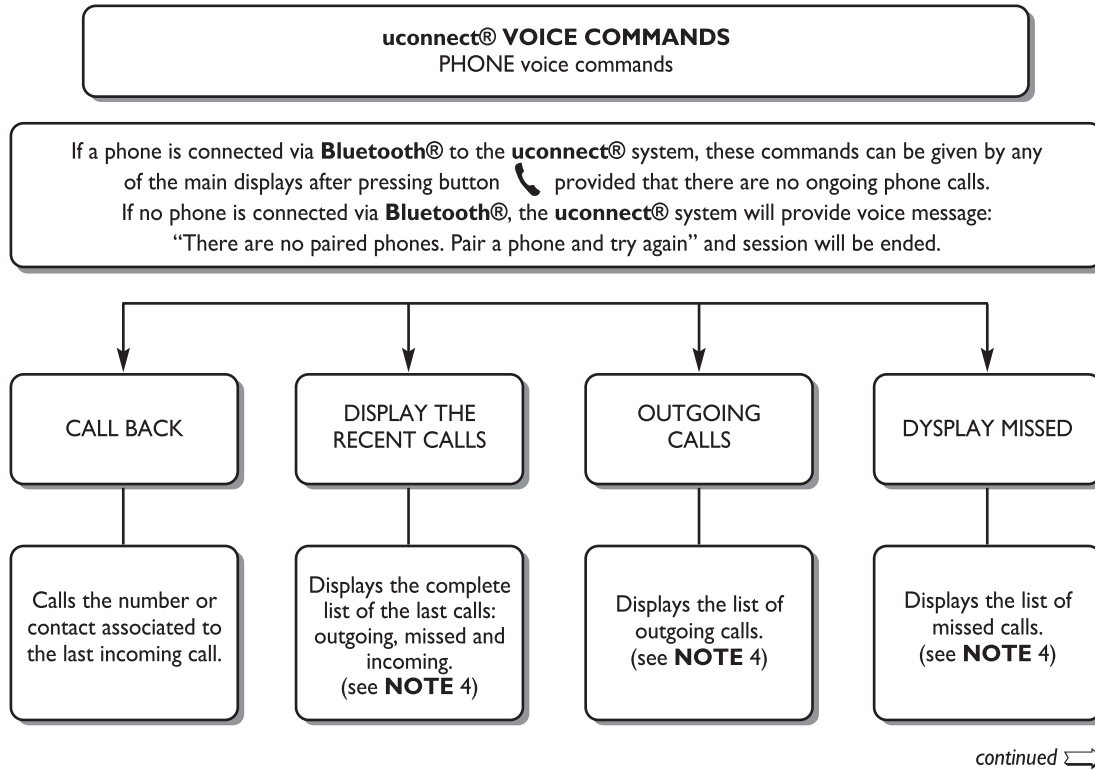 uconnect® VOICE COMMANDS
PHONE voice commands
If a phone is connected via Bluetooth® to the uconnect® system, these commands can be given by any
of the main displays after pressing button provided that there are no ongoing phone calls.
If no phone is connected via Bluetooth®, the uconnect® system will provide voice message:
“There are no paired phones. Pair a phone and try again” and session will be ended.
CALL BACK
DISPLAY THE
RECENT CALLS
OUTGOING
CALLS
DYSPLAY MISSED
Calls the number or
contact associated to
the last incoming call.
Displays the complete
list of the last calls:
outgoing, missed and
incoming.
(see NOTE 4)
Displays the list of
outgoing calls.
(see NOTE 4)
Displays the list of
missed calls.
(see NOTE 4)
continued